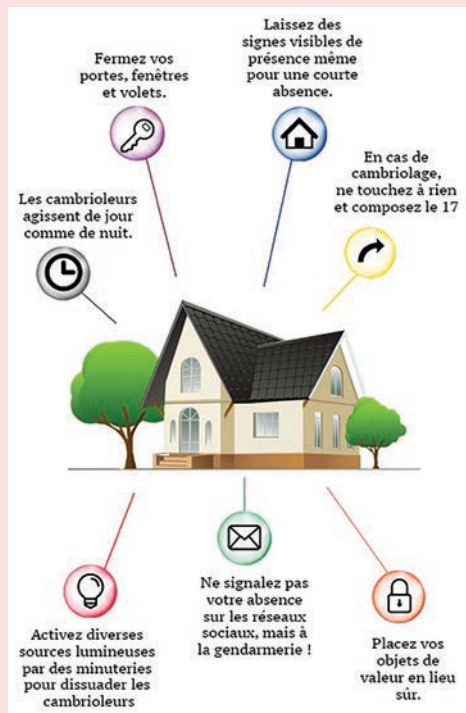 Fermez vos
portes, fenêtres
et volets.
Laissez des
signes visibles de
présence même
pour une courte
absence.
En cas de
cambriolage,
ne touchez à rien
et composez le 17
Les cambrioleurs
agissent de jour
comme de nuit.
Activez diverses
sources lumineuses
par des minuteries
pour dissuader les
cambrioleurs
Ne signalez pas
votre absence
sur les réseaux
sociaux, mais à
la gendarmerie !
Placez vos
objets de
valeur en lieu
sûr.